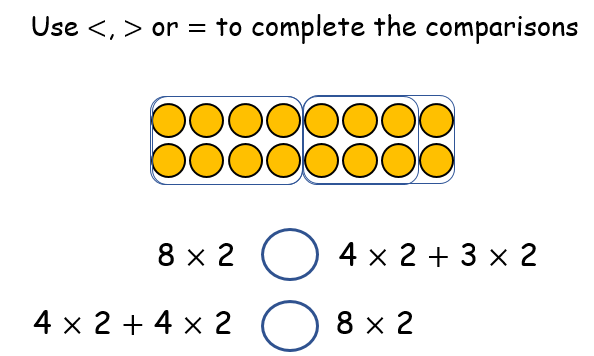 Use <, > or = to complete the comparisons
8 × 2 4 × 2 + 3 × 2
4 × 2 + 4 × 2 8 × 2